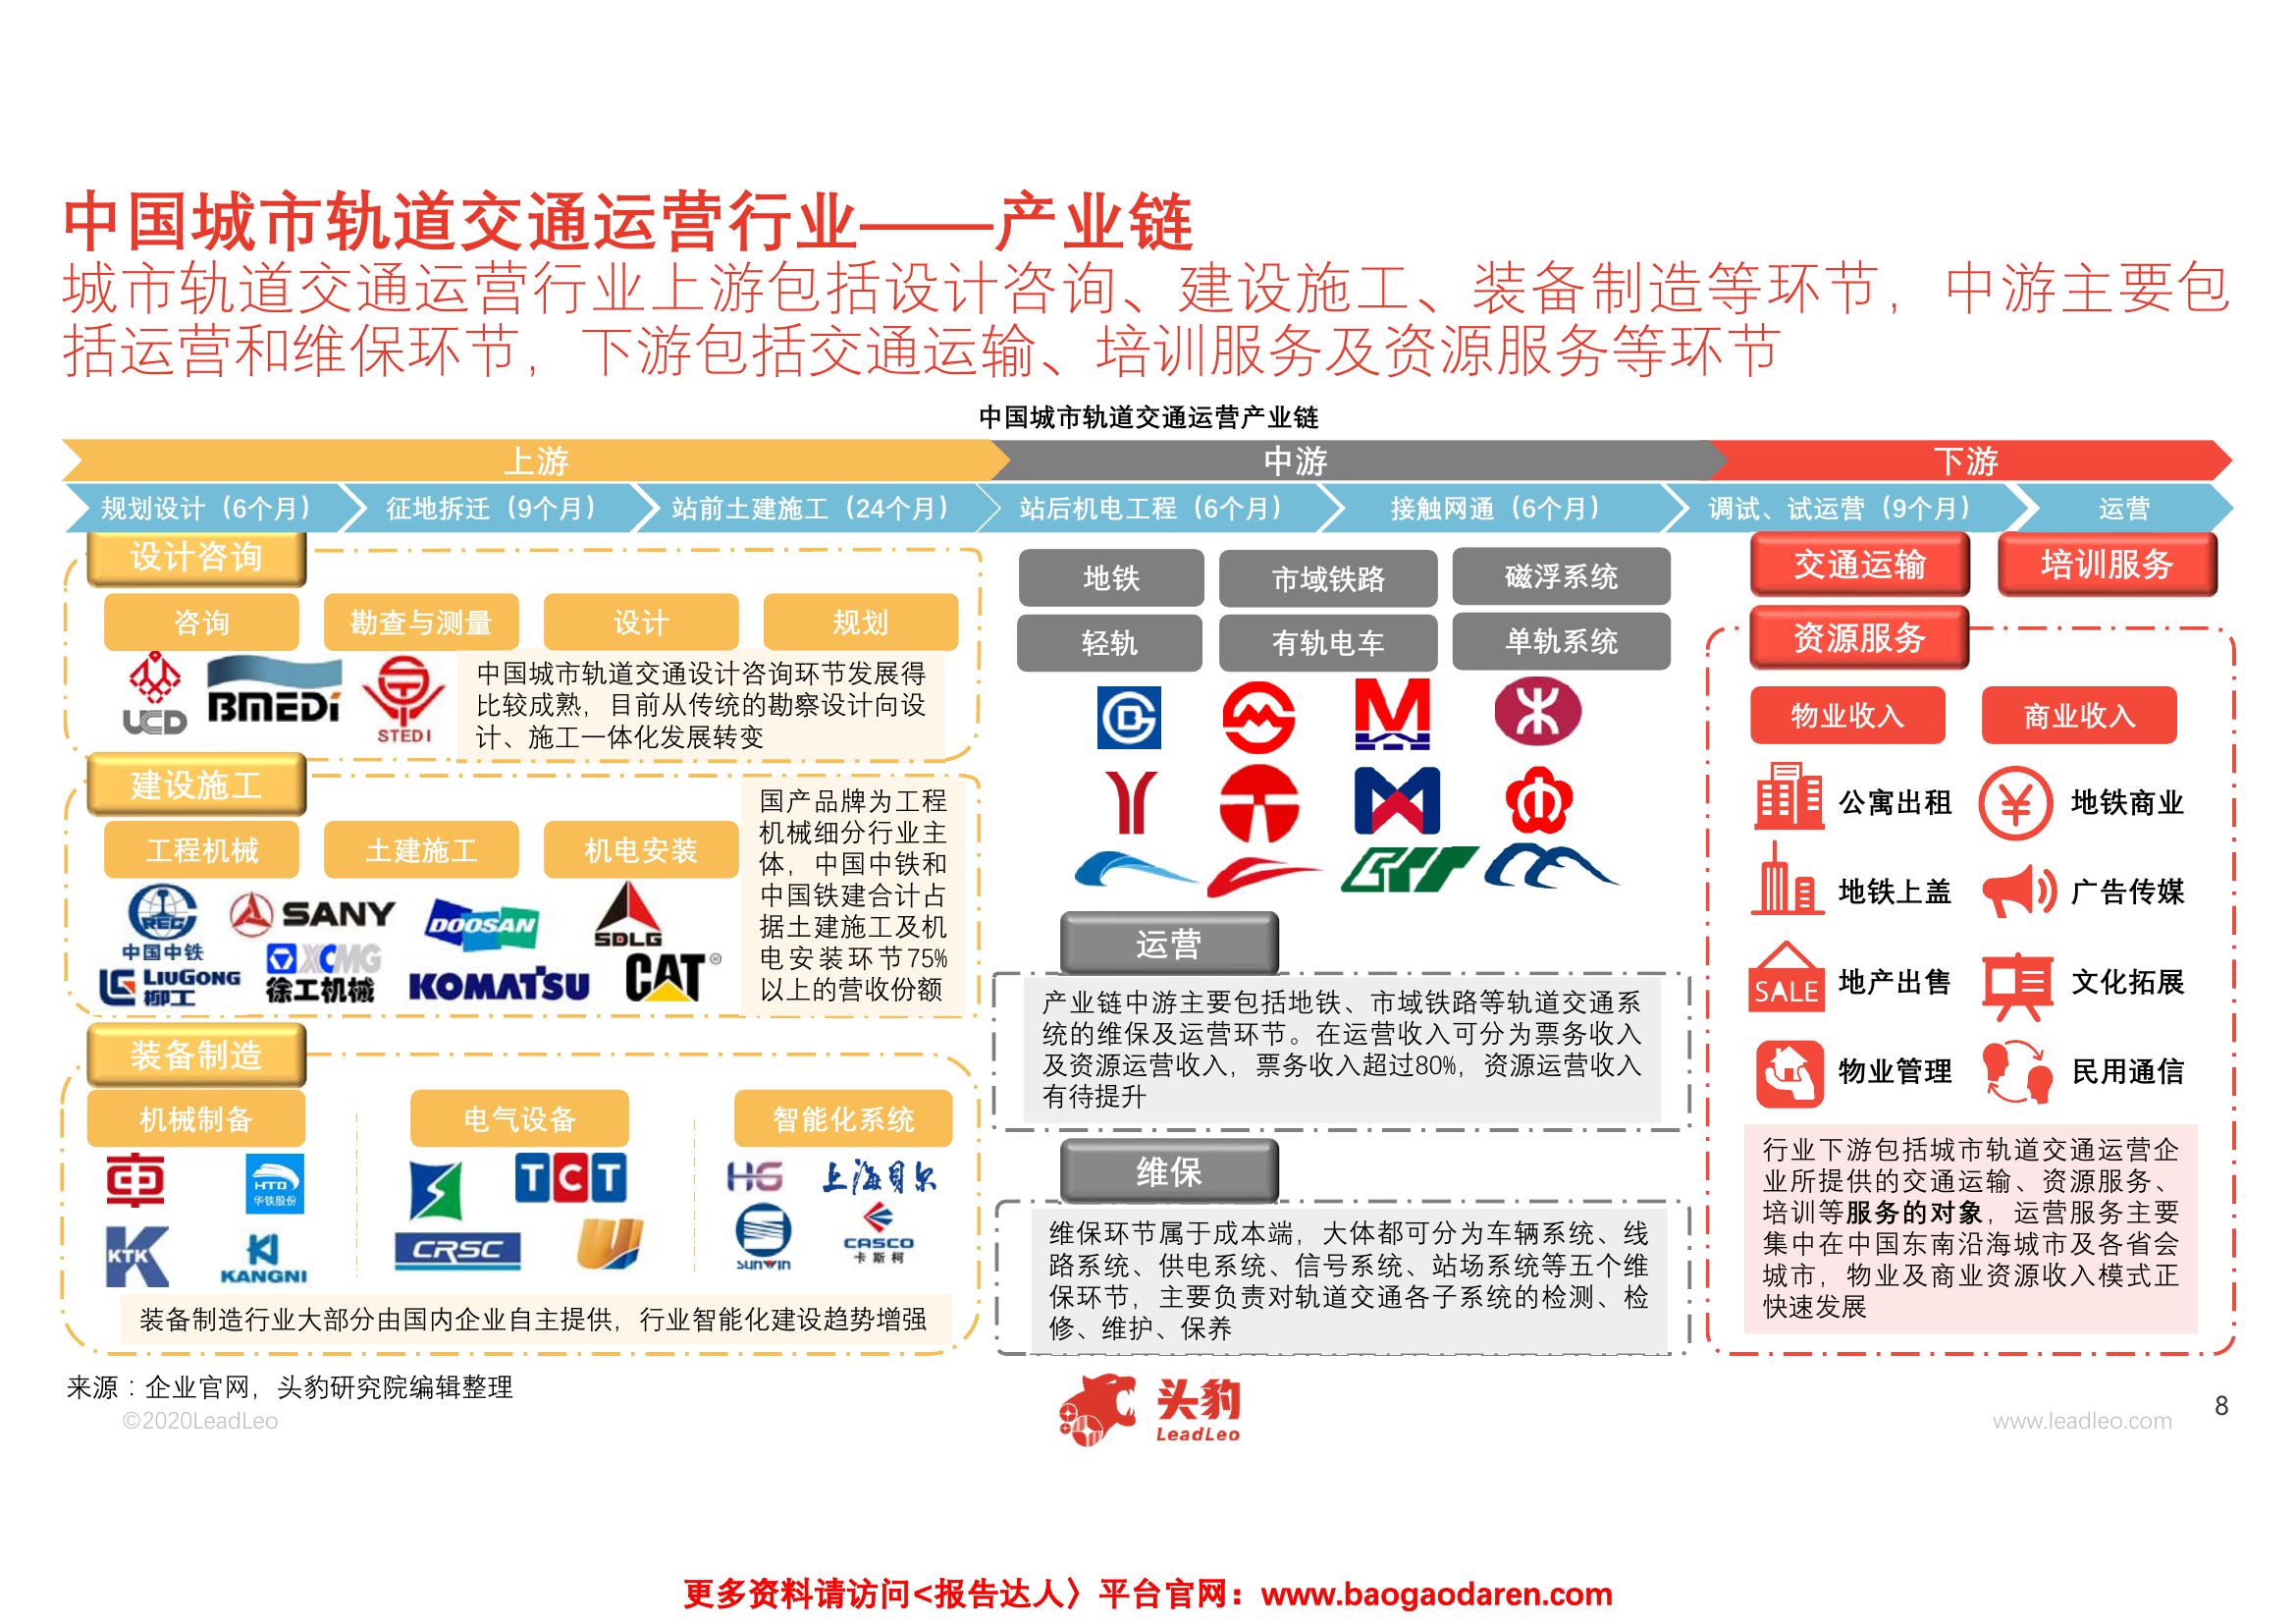 中国城市轨道交通运营行业——产业链
城市轨道交通运营行业上游包括设计咨询、建设施工、装备制造等环节，中游主要包
括运营和维保环节，下游包括交通运输、培训服务及资源服务等环节
中国城市轨道交通运营产业链
上游
中游
下游
规划设计（6个月）
征地拆迁（9个月）
站前土建施工（24个月）
站后机电工程（6个月）
接触网通（6个月）
调试、试运营（9个月）
运营
设计咨询
咨询
勘查与测量
设计
规划
UCD
BMEDi
STEDI
中国城市轨道交通设计咨询环节发展得
比较成熟，目前从传统的勘察设计向设
计、施工一体化发展转变
建设施工
工程机械
土建施工
机电安装
REC
中国中铁
SANY
DOOSAN
SDLG
LIUGONG
柳工
XCMG
徐工机械
KOMATSU
CAT®
国产品牌为工程
机械细分行业主
体，中国中铁和
中国铁建合计占
据土建施工及机
电安装环节75%
以上的营收份额
装备制造
机械制备
电气设备
智能化系统
HTD
华铁股份
KTK
KANGNI
TCT
CRSC
HG
上海贝尔
sunwin
CASCO
卡斯柯
装备制造行业大部分由国内企业自主提供，行业智能化建设趋势增强
地铁
市域铁路
磁浮系统
轻轨
有轨电车
单轨系统
运营
产业链中游主要包括地铁、市域铁路等轨道交通系
统的维保及运营环节。在运营收入可分为票务收入
及资源运营收入，票务收入超过80%，资源运营收入
有待提升
维保
维保环节属于成本端，大体都可分为车辆系统、线
路系统、供电系统、信号系统、站场系统等五个维
保环节，主要负责对轨道交通各子系统的检测、检
修、维护、保养
交通运输
培训服务
资源服务
物业收入
商业收入
公寓出租
地铁商业
地铁上盖
广告传媒
SALE
地产出售
文化拓展
物业管理
民用通信
行业下游包括城市轨道交通运营企
业所提供的交通运输、资源服务、
培训等服务的对象，运营服务主要
集中在中国东南沿海城市及各省会
城市，物业及商业资源收入模式正
快速发展
来源：企业官网，头豹研究院编辑整理
©2020LeadLeo
头豹
LeadLeo
www.leadleo.com
8
更多资料请访问<报告达人〉平台官网：www.baogaodaren.com